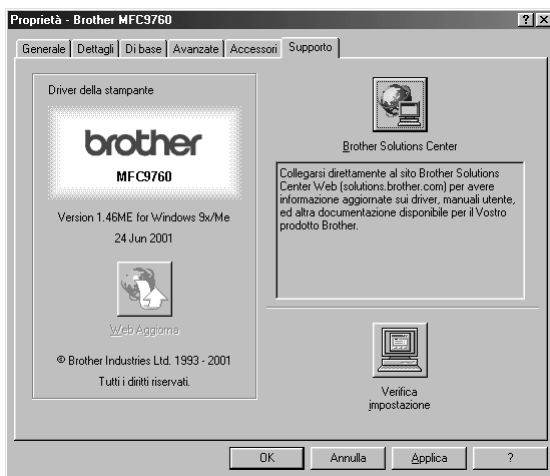 Proprietà - Brother MFC9760
? x
Generale Dettagli Di base Avanzate Accessori Supporto
Driver della stampante
brother
MFC9760
Version 1.46ME for Windows 9x/Me
24 Jun 2001
Web Aggiorna
© Brother Industries Ltd. 1993 - 2001
Tutti i diritti riservati.
Brother Solutions Center
Collegarsi direttamente al sito Brother Solutions
Center Web (solutions.brother.com) per avere
informazione aggiornate sui driver, manuali utente,
ed altra documentazione disponibile per il Vostro
prodotto Brother.
Verifica
impostazione
OK Annulla Applica ?